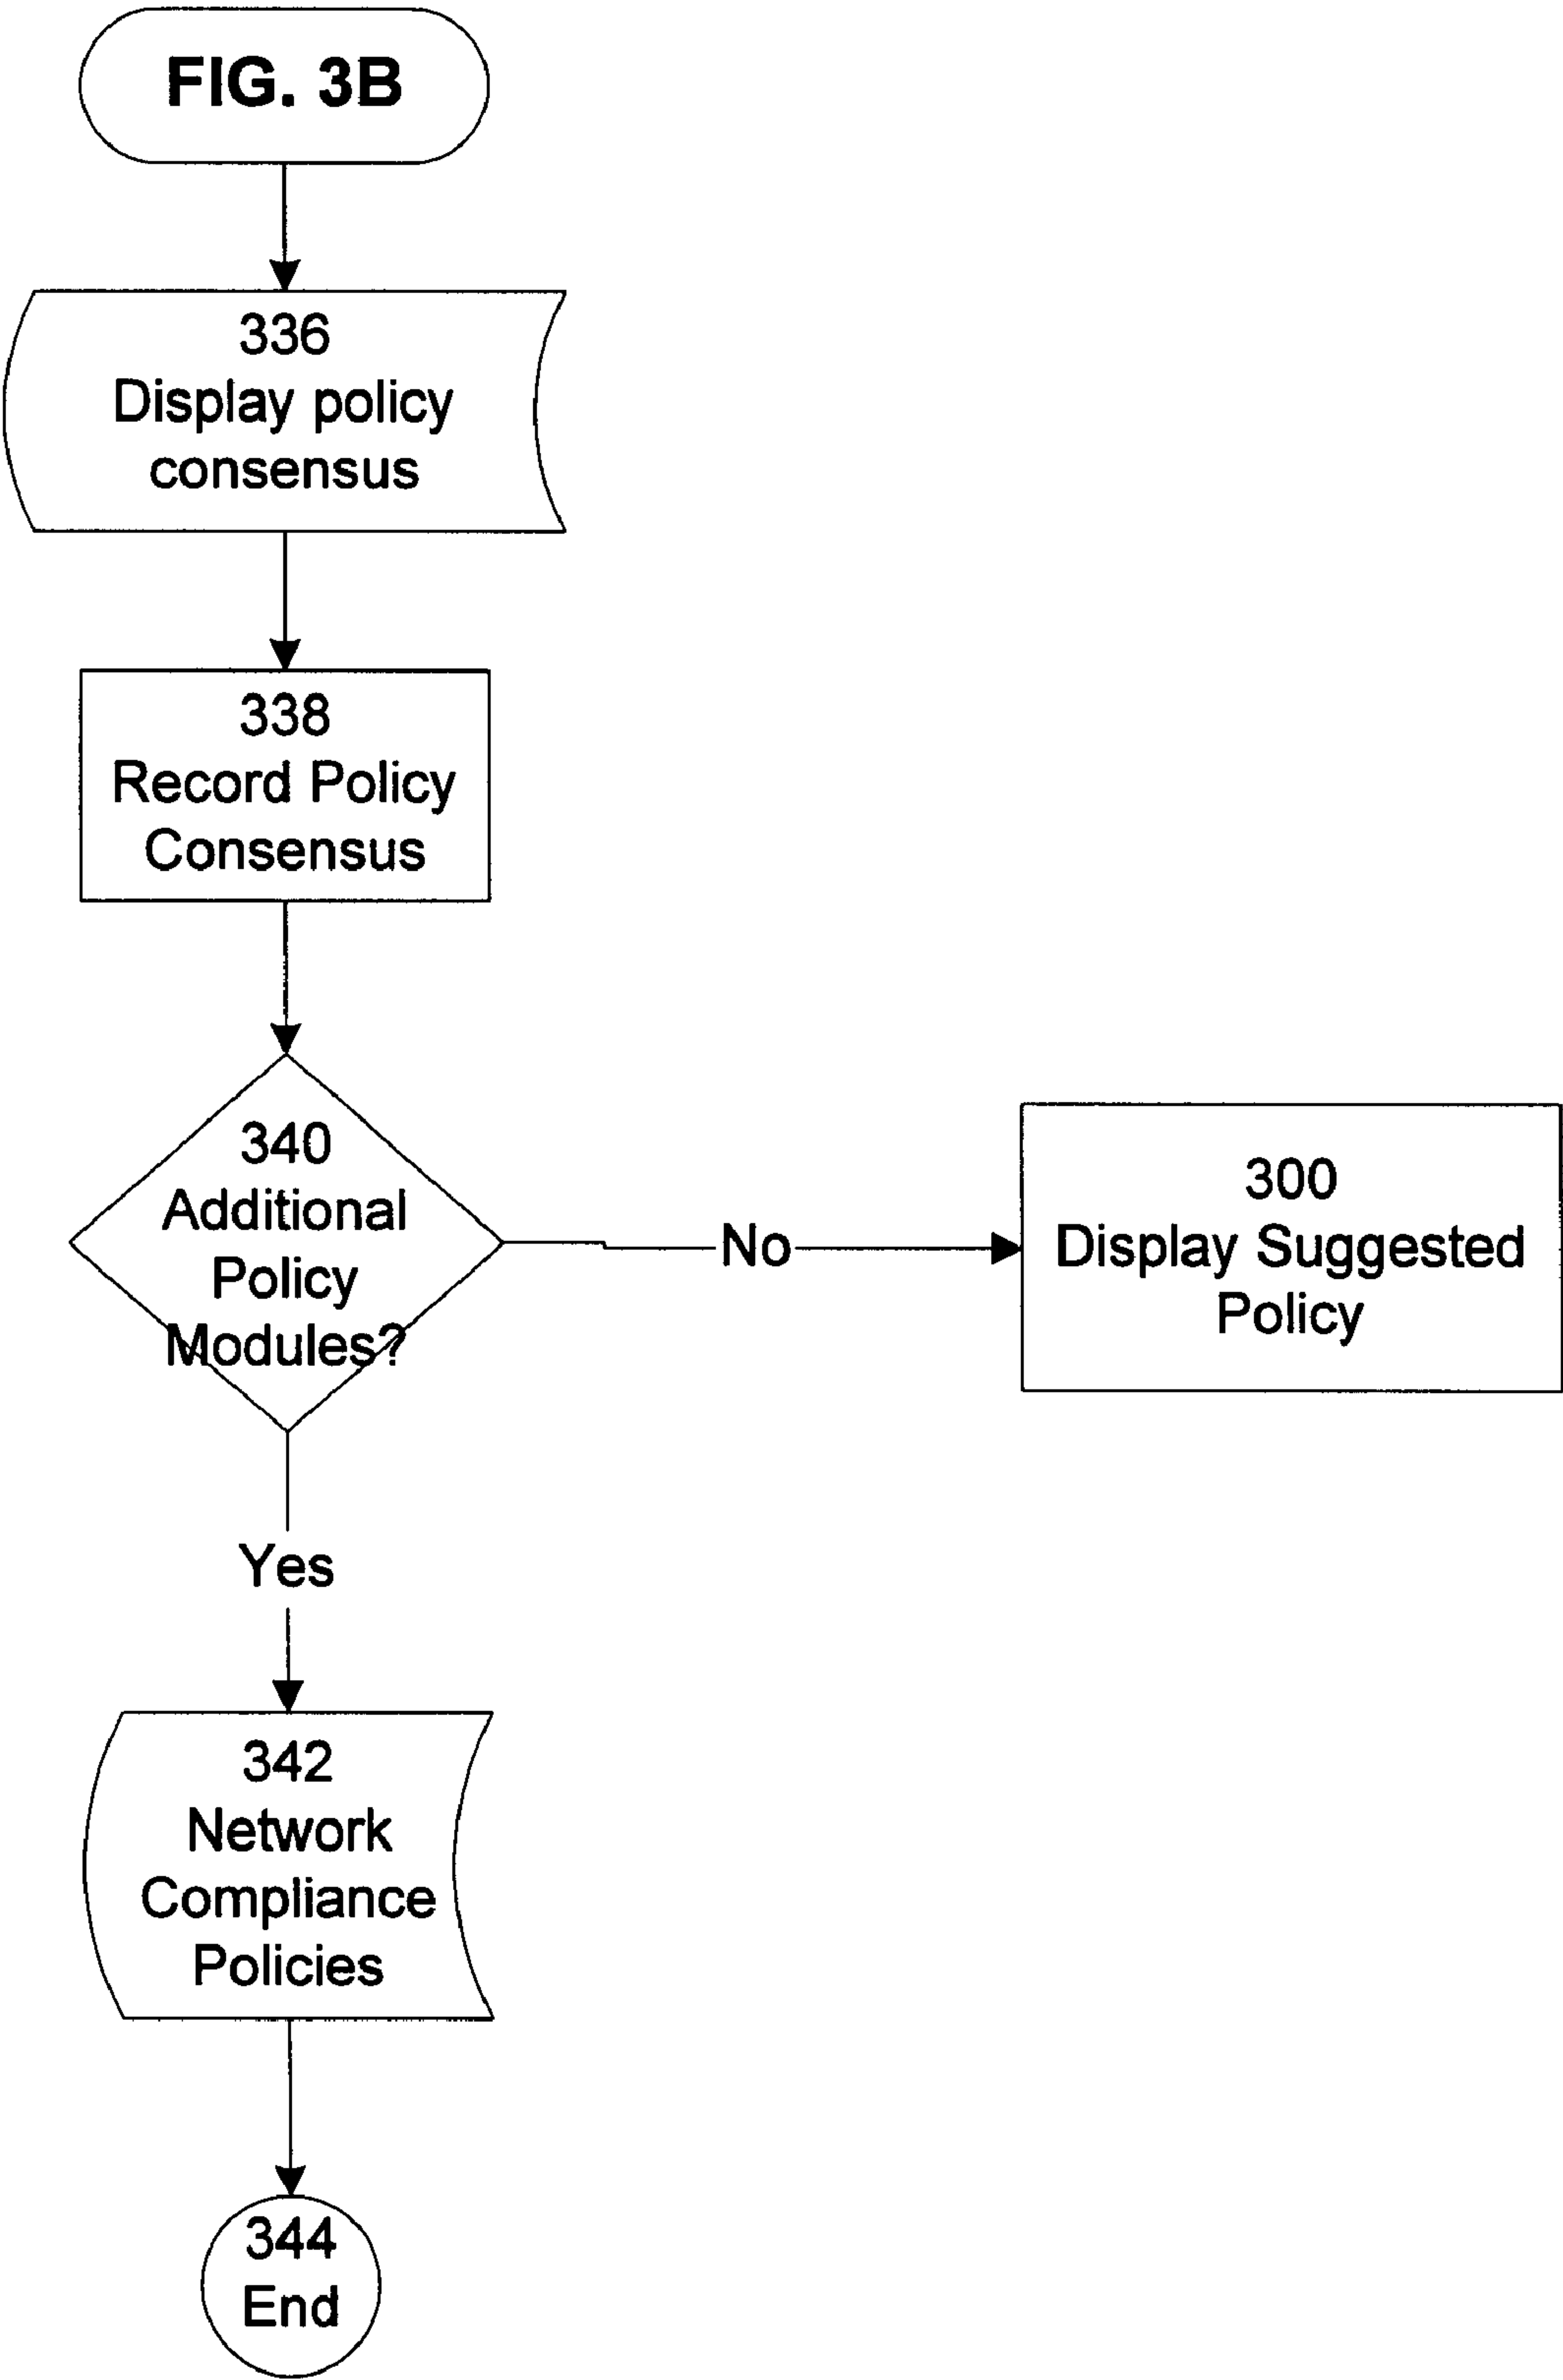 FIG. 3B
336
Display policy
consensus
338
Record Policy
Consensus
340
Additional
Policy
Modules?
No
300
Display Suggested
Policy
Yes
342
Network
Compliance
Policies
344
End